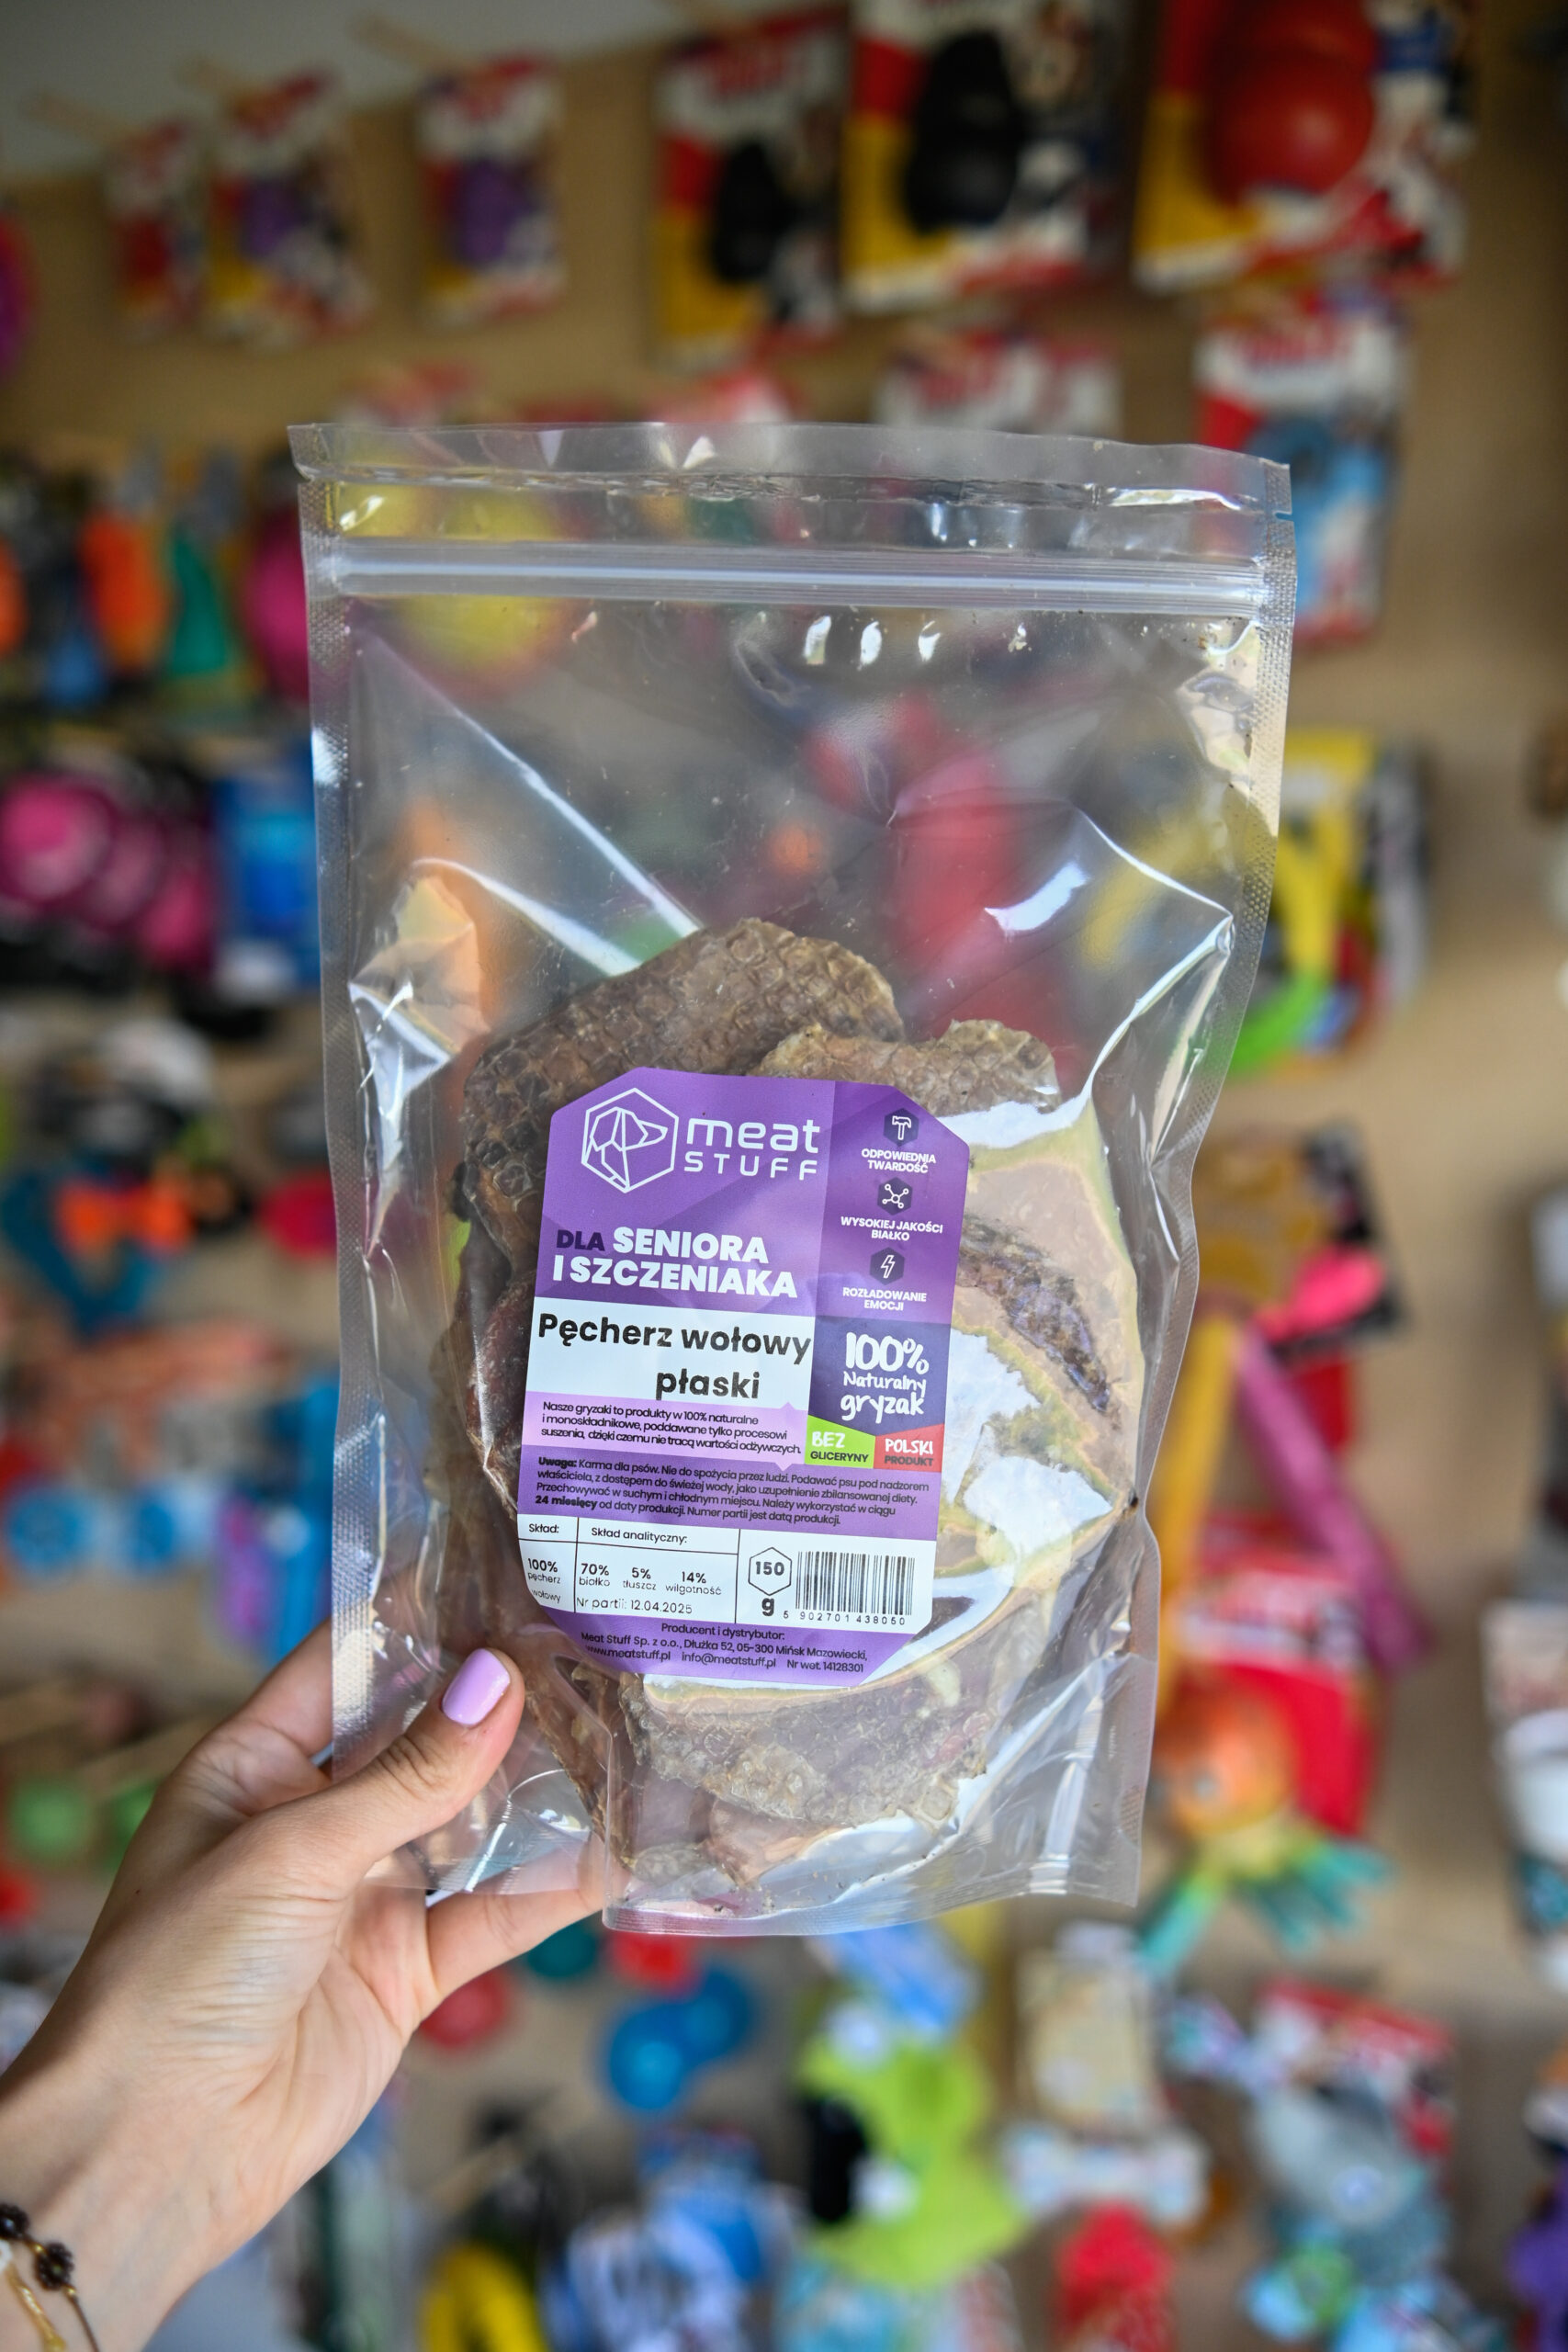 meat
STUFF
DLA SENIORA
I SZCZENIAKA
ODPOWIEDNIA
TWARDOŚĆ
WYSOKIEJ JAKOŚCI
BIAŁKO
ROZŁADOWANIE
EMOCJI
Pęcherz wołowy
płaski
100%
Naturalny
gryzak
BEZ
GLICERYNY
POLSKI
PRODUKT
Nasze gryzaki to produkty w 100% naturalne
i monoskładnikowe, poddawane tylko procesowi
suszenia, dzięki czemu nie tracą wartości odżywczych.
Uwaga: Karma dla psów. Nie do spożycia przez ludzi. Podawać psu pod nadzorem
właściciela, z dostępem do świeżej wody, jako uzupełnienie zbilansowanej diety.
Przechowywać w suchym i chłodnym miejscu. Należy wykorzystać w ciągu
24 miesięcy od daty produkcji. Numer partii jest datą produkcji.
Skład:
100%
pęcherz
wołowy
Skład analityczny:
70% 5% 14%
białko tłuszcz wilgotność
Nr partii: 12.04.2025
150
g
5 902701 438050
Producent i dystrybutor:
Meat Stuff Sp. z o.o., Dłużka 52, 05-300 Mińsk Mazowiecki,
www.meatstuff.pl info@meatstuff.pl Nr wet. 14128301